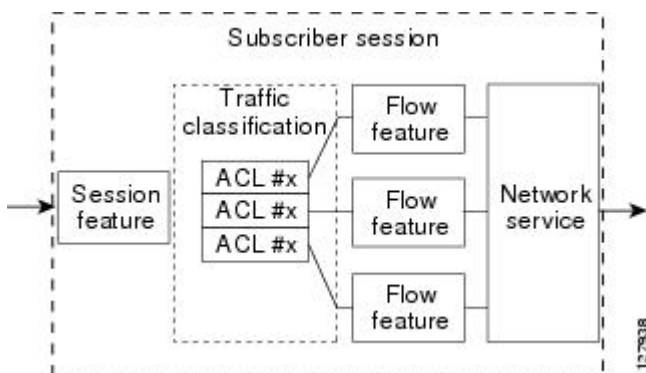 Subscriber session
Traffic
classification
Session
feature
ACL #x
ACL #x
ACL #x
Flow
feature
Flow
feature
Flow
feature
Network
service
127938